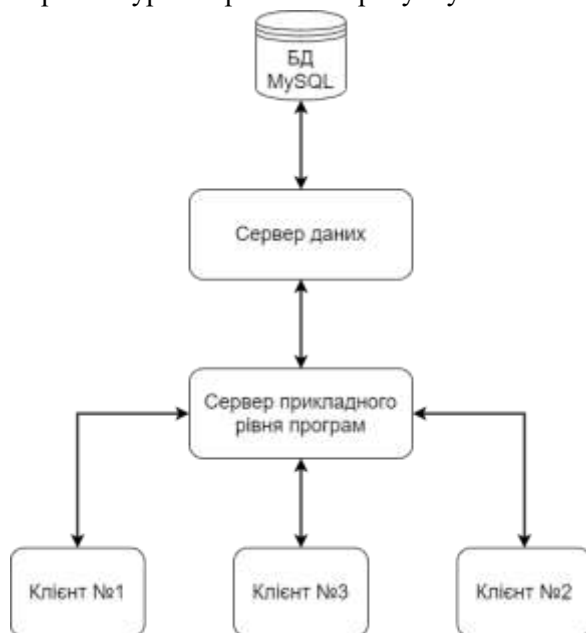 БД
MySQL
Сервер даних
Сервер прикладного
рівня програм
Клієнт №1
Клієнт №3
Клієнт №2